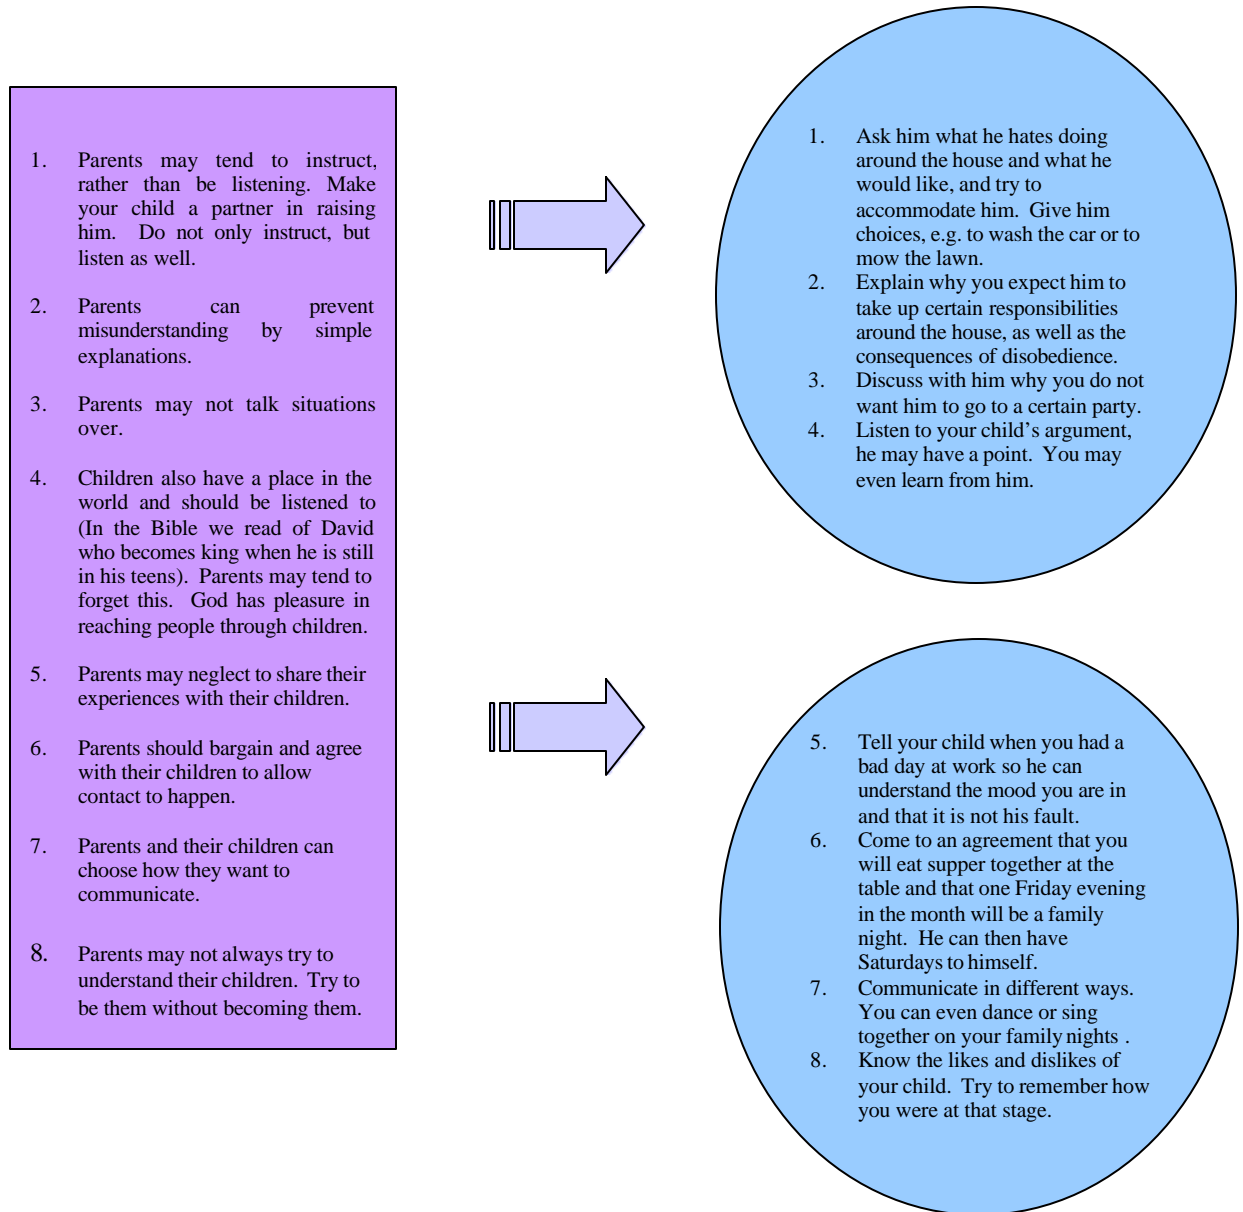 1. Parents may tend to instruct,
rather than be listening. Make
your child a partner in raising
him. Do not only instruct, but
listen as well.
2. Parents can prevent
misunderstanding by simple
explanations.
3. Parents may not talk situations
over.
4. Children also have a place in the
world and should be listened to
(In the Bible we read of David
who becomes king when he is still
in his teens). Parents may tend to
forget this. God has pleasure in
reaching people through children.
5. Parents may neglect to share their
experiences with their children.
6. Parents should bargain and agree
with their children to allow
contact to happen.
7. Parents and their children can
choose how they want to
communicate.
8. Parents may not always try to
understand their children. Try to
be them without becoming them.
1. Ask him what he hates doing
around the house and what he
would like, and try to
accommodate him. Give him
choices, e.g. to wash the car or to
mow the lawn.
2. Explain why you expect him to
take up certain responsibilities
around the house, as well as the
consequences of disobedience.
3. Discuss with him why you do not
want him to go to a certain party.
4. Listen to your child’s argument,
he may have a point. You may
even learn from him.
5. Tell your child when you had a
bad day at work so he can
understand the mood you are in
and that it is not his fault.
6. Come to an agreement that you
will eat supper together at the
table and that one Friday evening
in the month will be a family
night. He can then have
Saturdays to himself.
7. Communicate in different ways.
You can even dance or sing
together on your family nights .
8. Know the likes and dislikes of
your child. Try to remember how
you were at that stage.